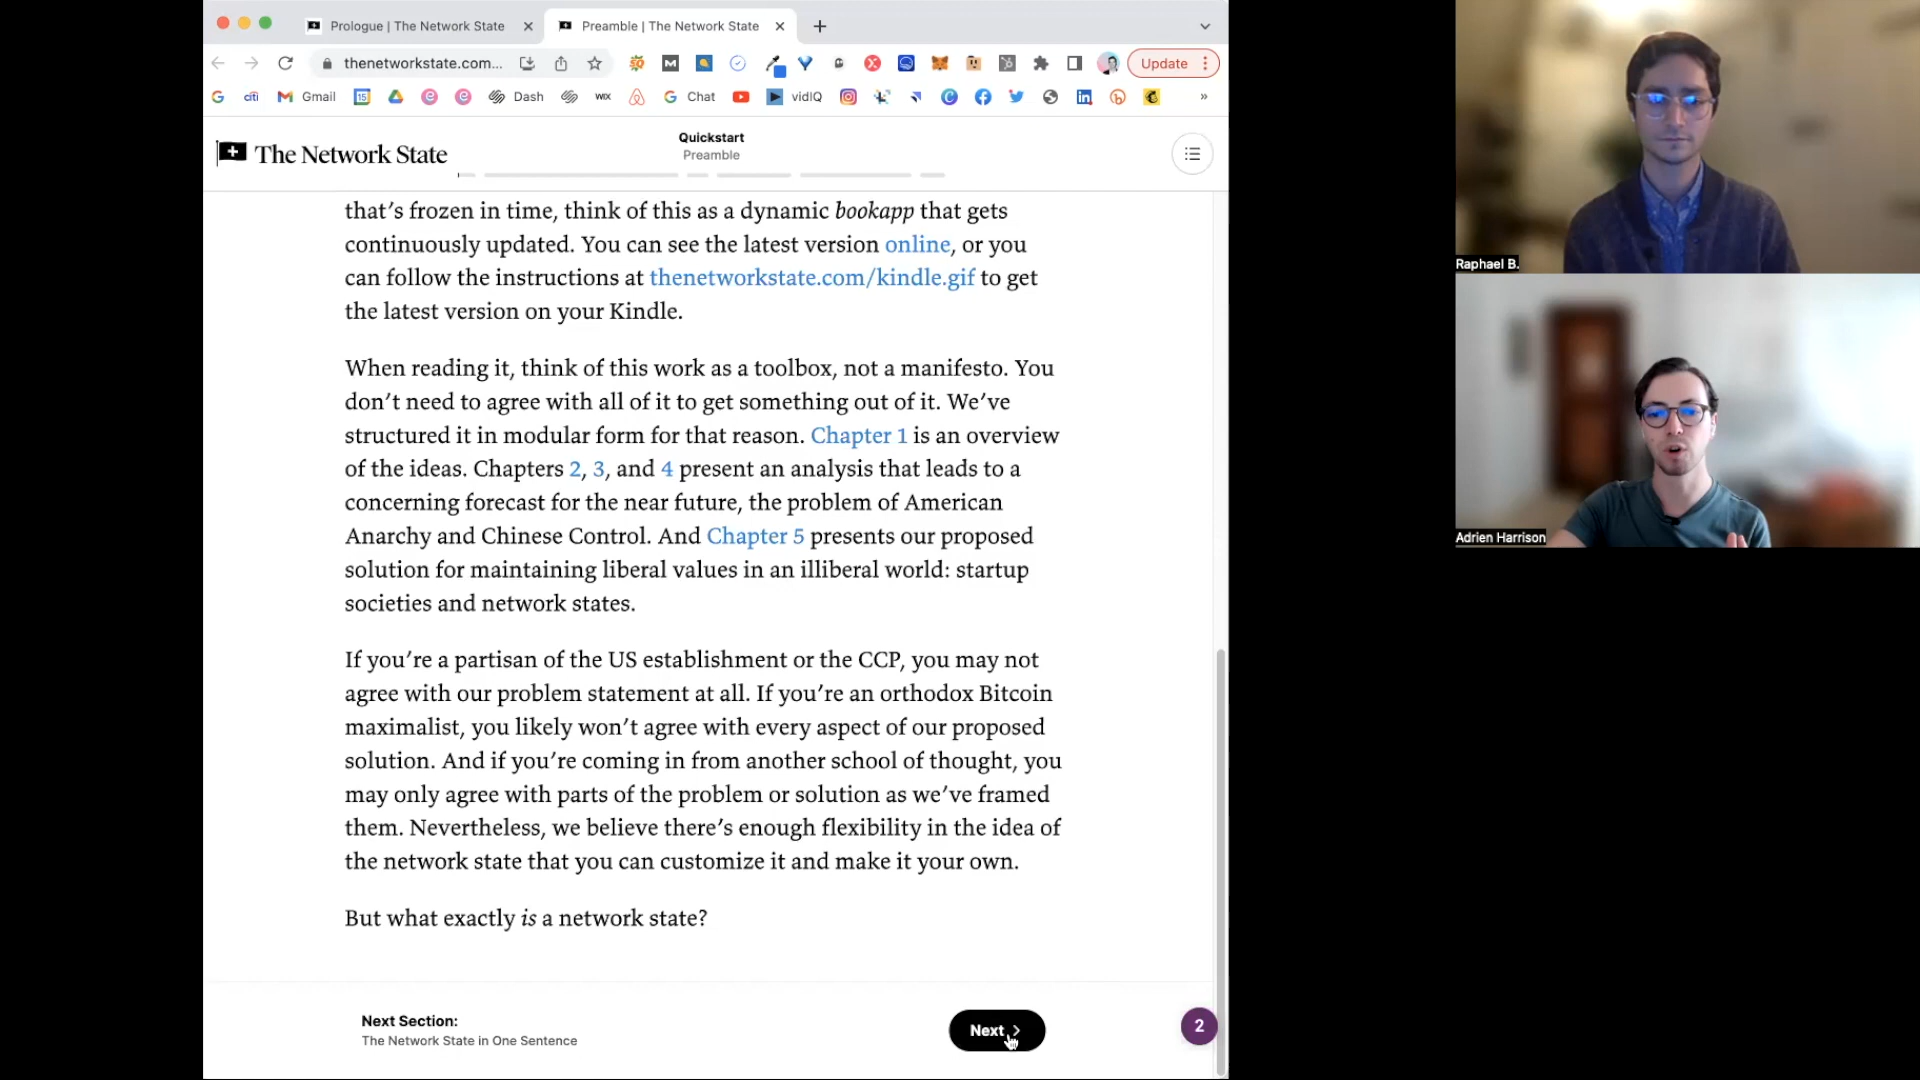 Prologue | The Network State
Preamble | The Network State
thenetworkstate.com...
Update
Gmail
Dash
WIX
Chat
vidIQ
The Network State
Quickstart
Preamble
that's frozen in time, think of this as a dynamic bookapp that gets
continuously updated. You can see the latest version online, or you
can follow the instructions at thenetworkstate.com/kindle.gif to get
the latest version on your Kindle.
When reading it, think of this work as a toolbox, not a manifesto. You
don't need to agree with all of it to get something out of it. We've
structured it in modular form for that reason. Chapter 1 is an overview
of the ideas. Chapters 2, 3, and 4 present an analysis that leads to a
concerning forecast for the near future, the problem of American
Anarchy and Chinese Control. And Chapter 5 presents our proposed
solution for maintaining liberal values in an illiberal world: startup
societies and network states.
If you're a partisan of the US establishment or the CCP, you may not
agree with our problem statement at all. If you're an orthodox Bitcoin
maximalist, you likely won't agree with every aspect of our proposed
solution. And if you're coming in from another school of thought, you
may only agree with parts of the problem or solution as we've framed
them. Nevertheless, we believe there's enough flexibility in the idea of
the network state that you can customize it and make it your own.
But what exactly is a network state?
Next Section:
The Network State in One Sentence
Next
2
Raphael B.
Adrien Harrison